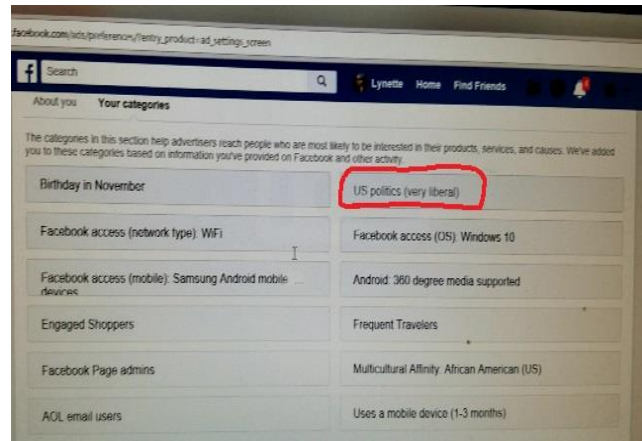 facebook.com/ads/preferences/?entry_product=ad_settings_screen
f Search Lynette Home Find Friends
About you Your categories
The categories in this section help advertisers reach people who are most likely to be interested in their products, services, and causes. We've added
you to these categories based on information you've provided on Facebook and other activity.
Birthday in November US politics (very liberal)
Facebook access (network type): WiFi Facebook access (OS): Windows 10
Facebook access (mobile): Samsung Android mobile ... Android: 360 degree media supported
devices
Engaged Shoppers Frequent Travelers
Facebook Page admins Multicultural Affinity: African American (US)
AOL email users Uses a mobile device (1-3 months)